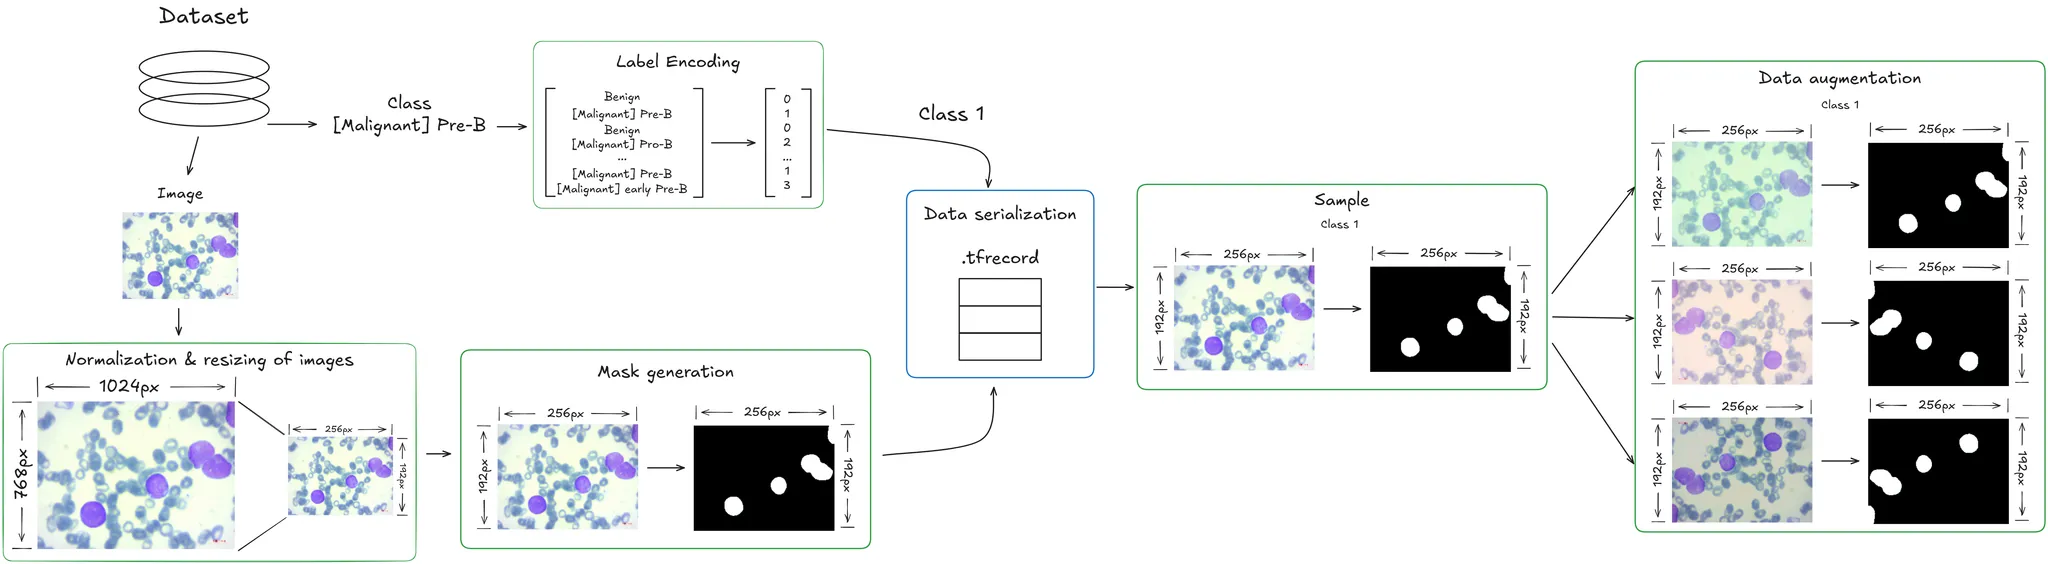 Dataset
Class
[Malignant] Pre-B
Image
Label Encoding
Benign
[Malignant] Pre-B
Benign
[Malignant] Pro-B
...
[Malignant] Pre-B
[Malignant] early Pre-B
0
1
0
2
...
1
3
Class 1
Normalization & resizing of images
1024px
768px
256px
192px
Mask generation
256px
192px
256px
192px
Data serialization
.tfrecord
Sample
Class 1
256px
192px
256px
192px
Data augmentation
Class 1
256px
192px
256px
192px
256px
192px
256px
192px
256px
192px
256px
192px